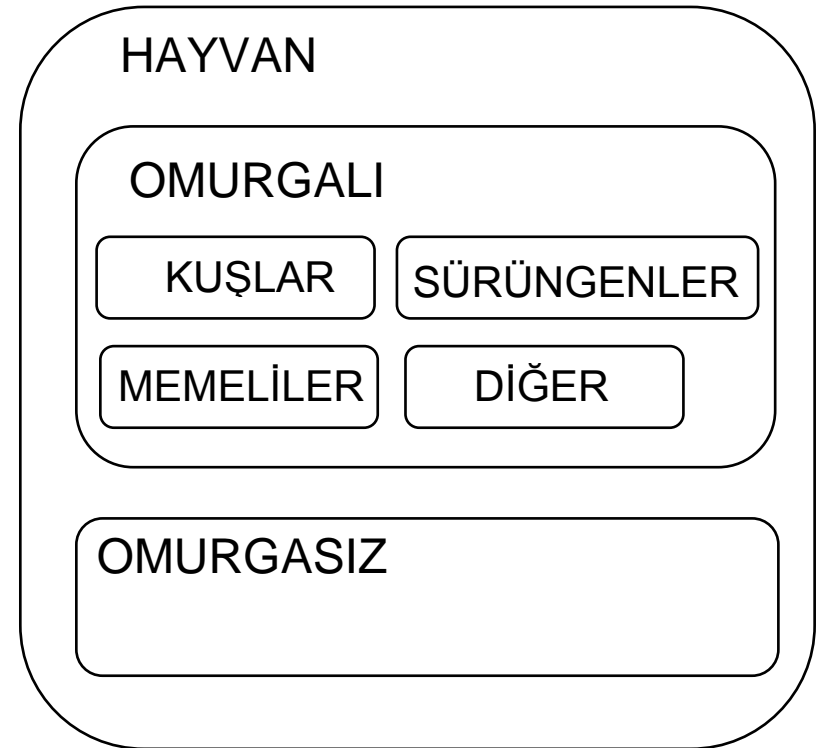 HAYVAN
OMURGALI
KUŞLAR
SÜRÜNGENLER
MEMELİLER
DİĞER
OMURGASIZ